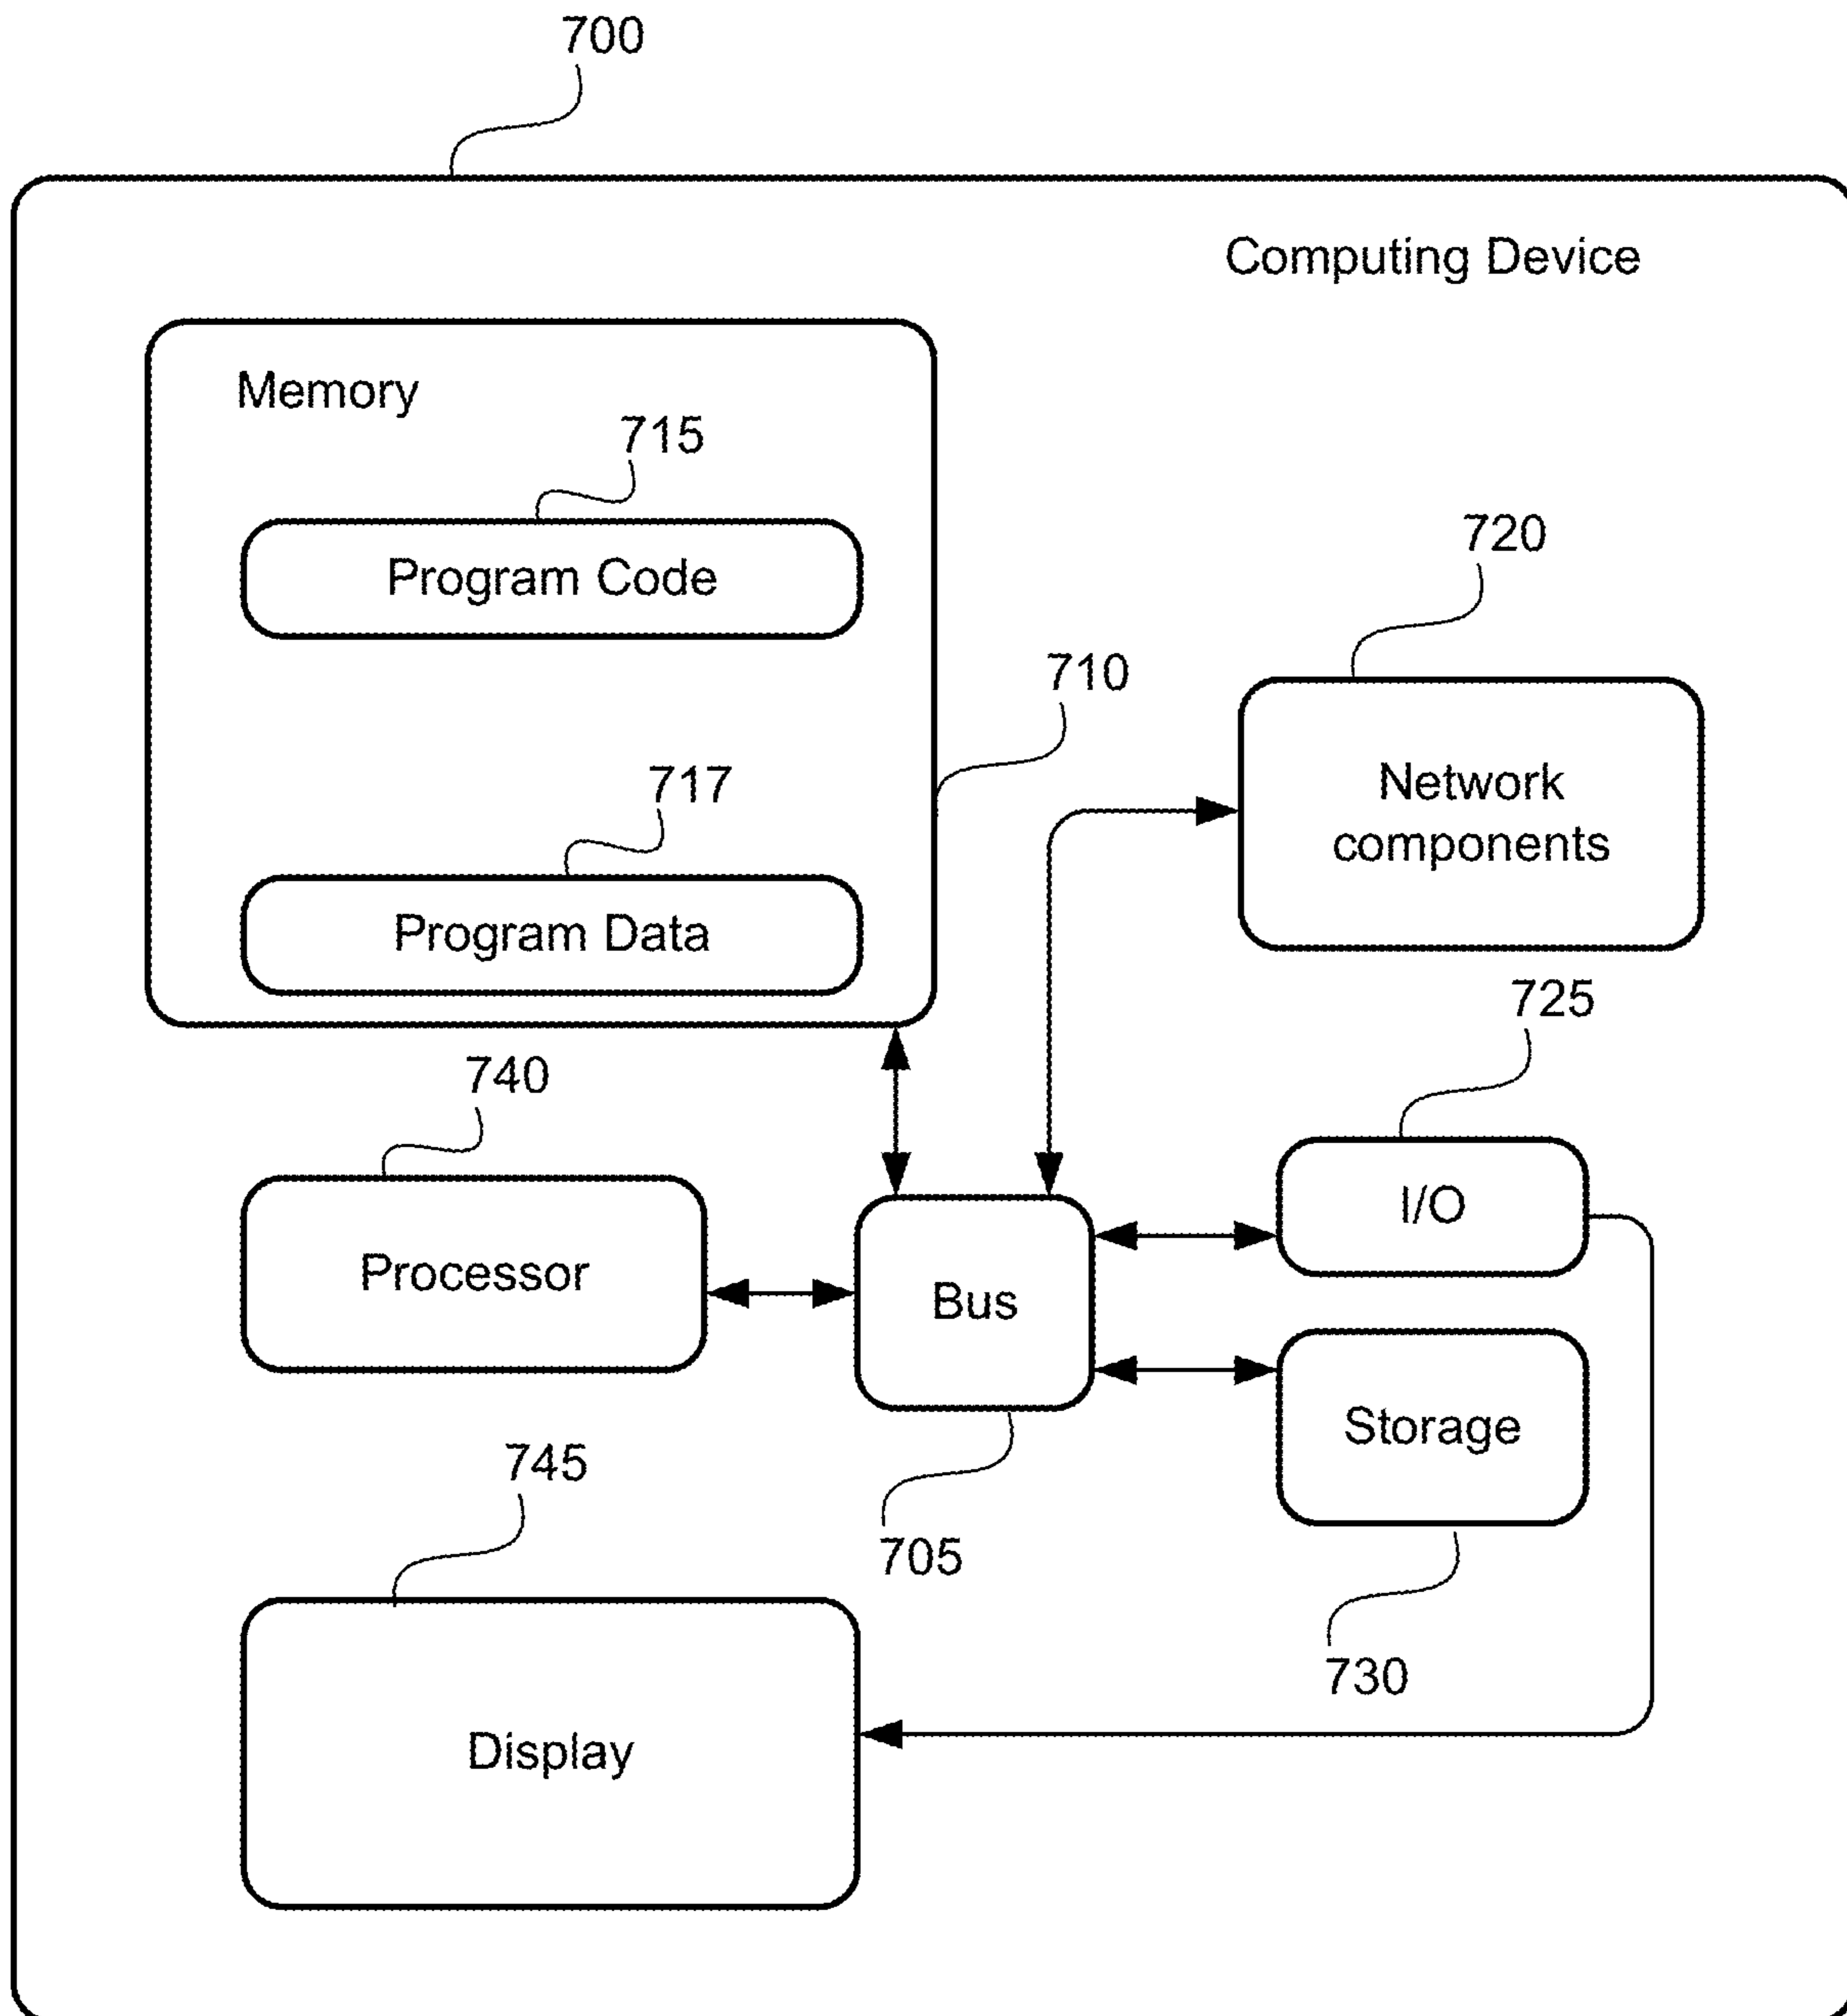 700
Computing Device
Memory
715
Program Code
720
710
717
Network
components
Program Data
725
740
I/O
Processor
Bus
Storage
745
705
730
Display